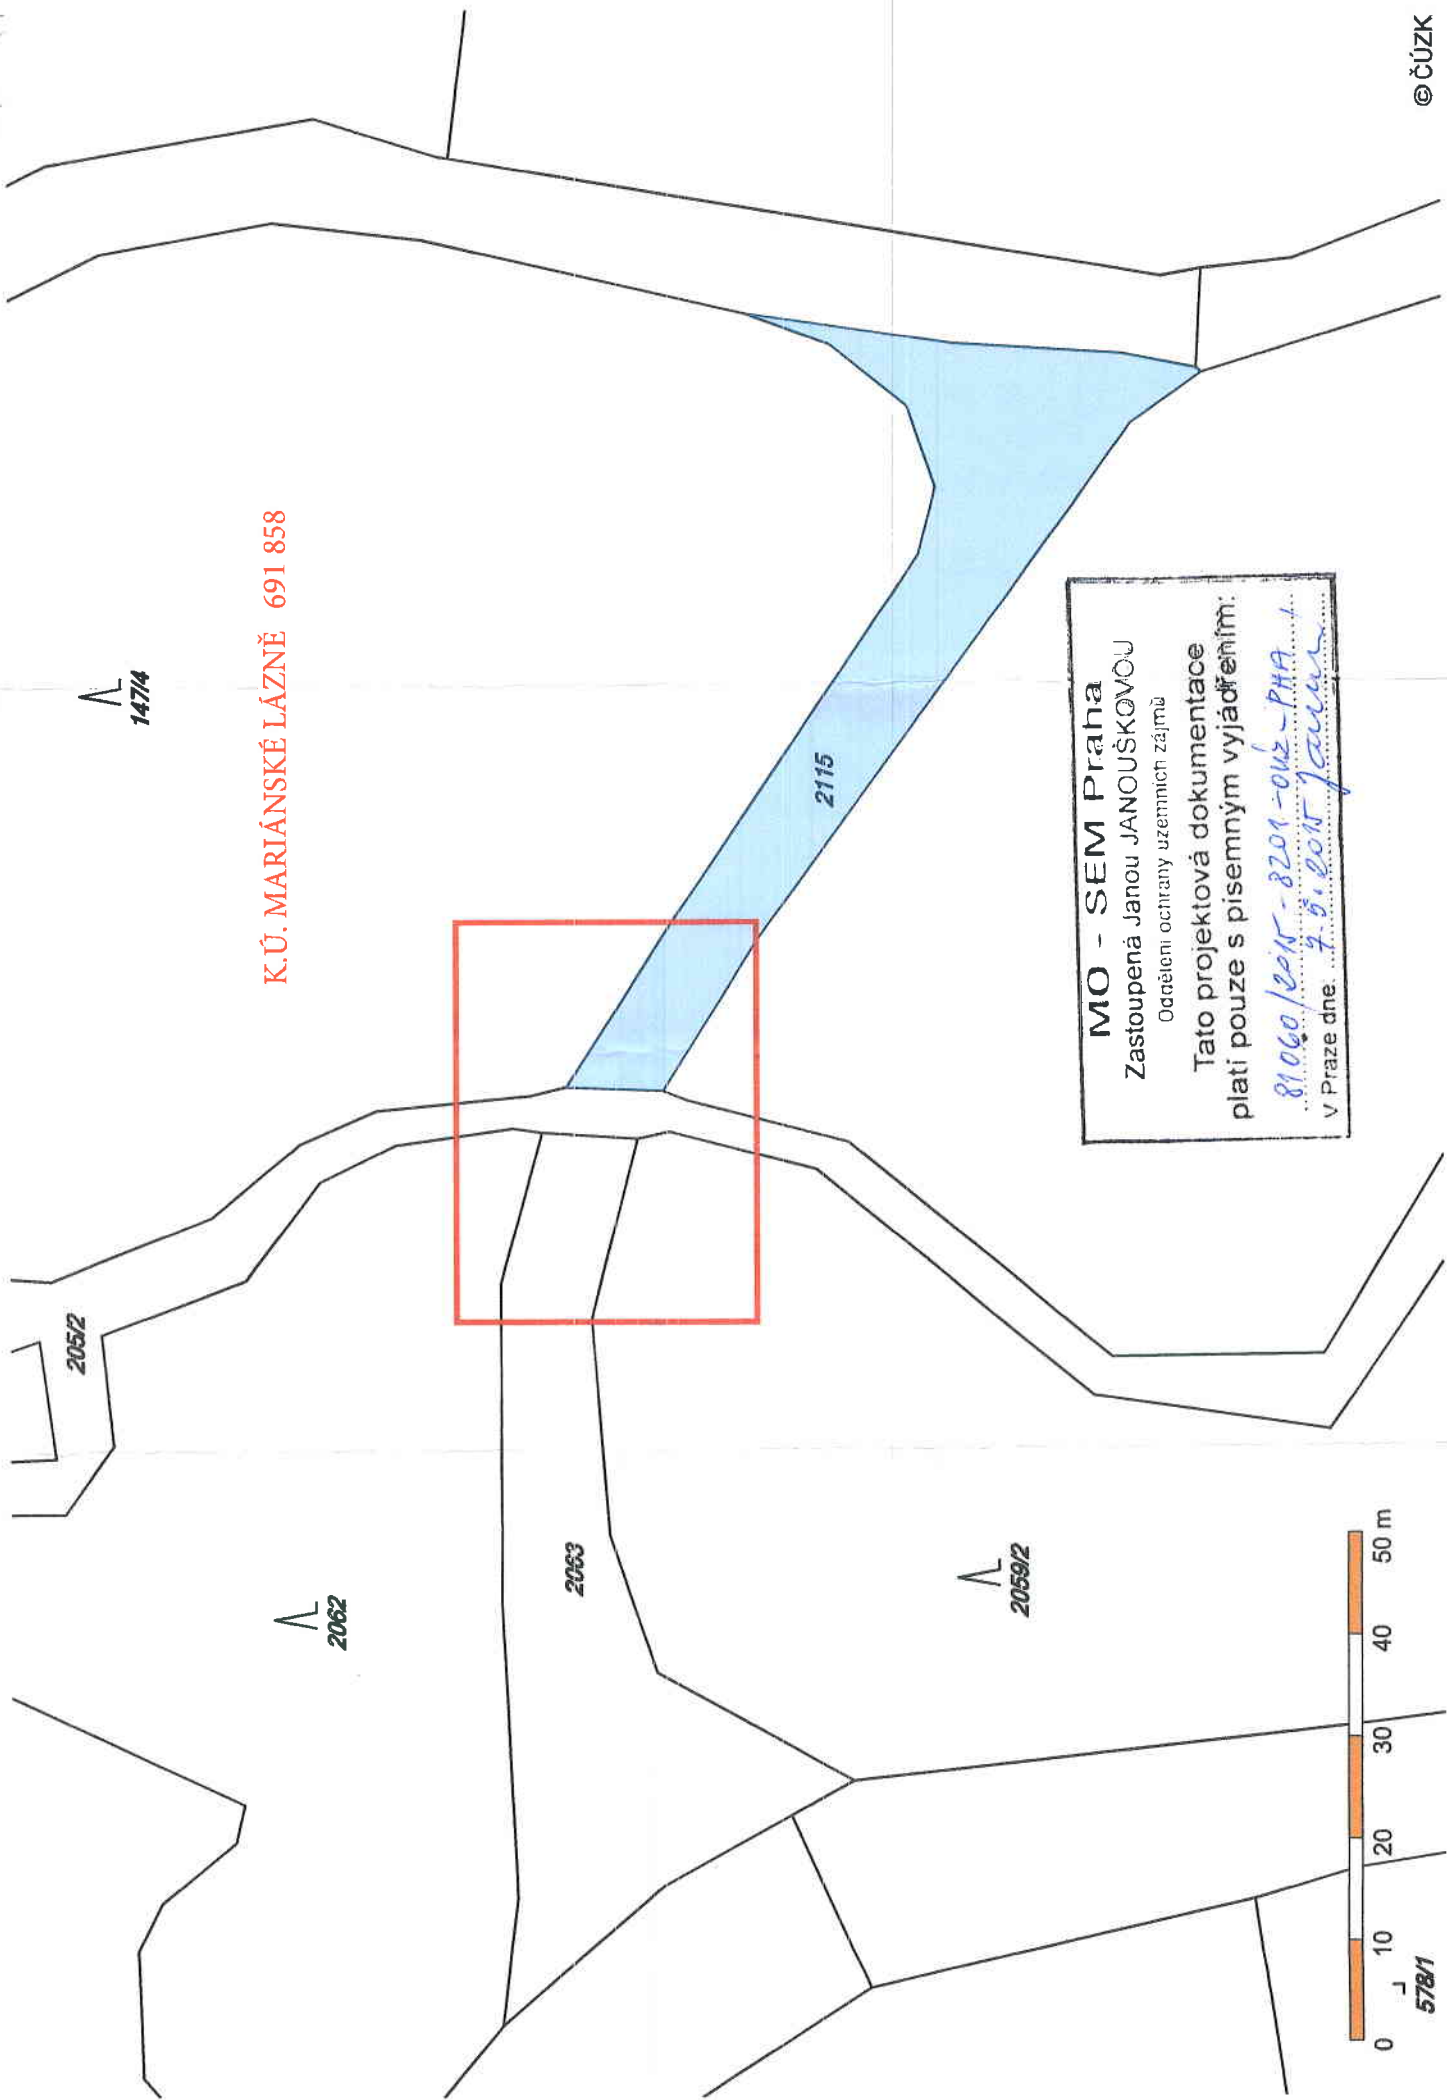 147/4
K.Ú. MARIÁNSKÉ LÁZNĚ 691 858
205/2
2062
2063
2115
2059/2
MO - SEM Praha
Zastoupená Janou JANOUŠKOVOU
Oddělení ochrany územních zájmů
Tato projektová dokumentace
platí pouze s písemným vyjádřením:
81060/2015-8201-OÚZ-PHA
V Praze dne: 7.5.2015
0 10 20 30 40 50 m
578/1
© ČÚZK